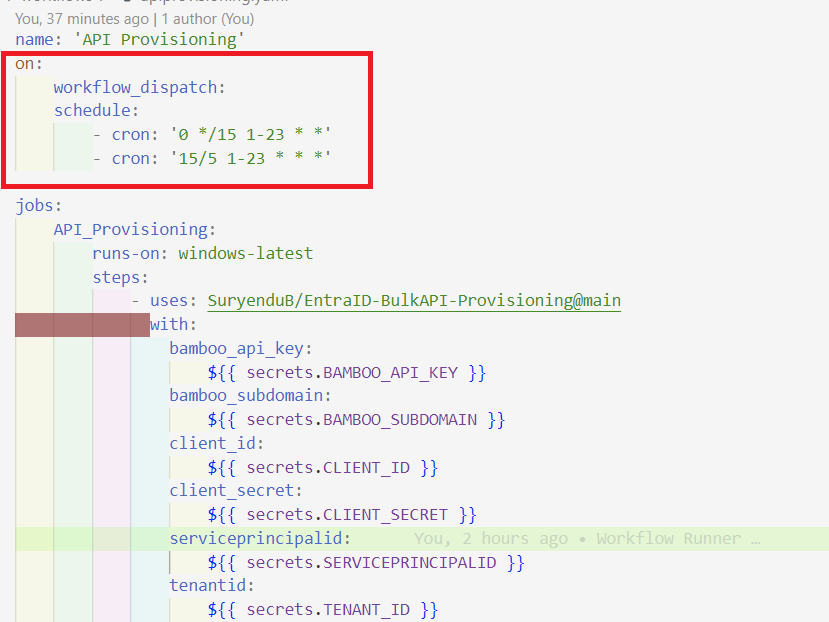 You, 37 minutes ago | 1 author (You)
name: 'API Provisioning'
on:
workflow_dispatch:
schedule:
- cron: '0 */15 1-23 * *'
- cron: '15/5 1-23 * * *'
jobs:
API_Provisioning:
runs-on: windows-latest
steps:
- uses: SuryenduB/EntraID-BulkAPI-Provisioning@main
with:
bamboo_api_key:
${{ secrets.BAMBOO_API_KEY }}
bamboo_subdomain:
${{ secrets.BAMBOO_SUBDOMAIN }}
client_id:
${{ secrets.CLIENT_ID }}
client_secret:
${{ secrets.CLIENT_SECRET }}
serviceprincipalid: You, 2 hours ago • Workflow Runner …
${{ secrets.SERVICEPRINCIPALID }}
tenantid:
${{ secrets.TENANT_ID }}